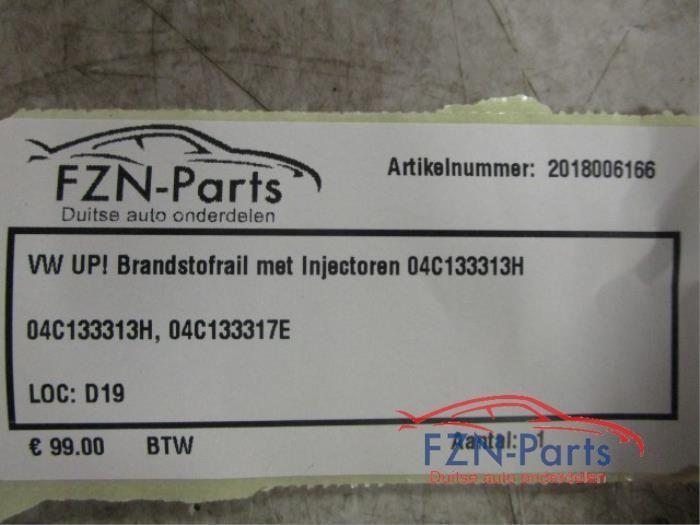 FZN-Parts
Duitse auto onderdelen
Artikelnummer: 2018006166
VW UP! Brandstofrail met Injectoren 04C133313H
04C133313H, 04C133317E
LOC: D19
€ 99.00 BTW Aantal: 1
FZN-Parts
Duitse auto onderdelen